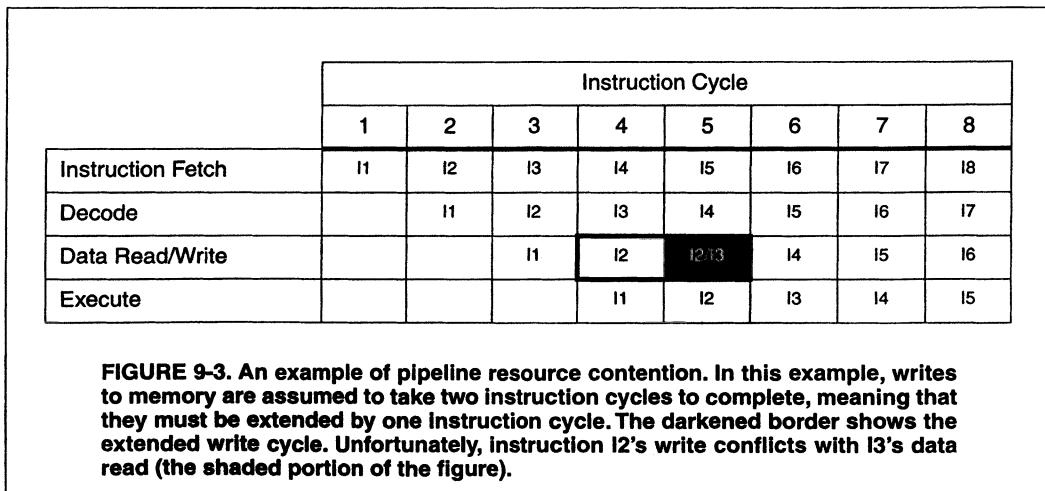 Instruction Cycle
1 2 3 4 5 6 7 8
Instruction Fetch I1 I2 I3 I4 I5 I6 I7 I8
Decode I1 I2 I3 I4 I5 I6 I7
Data Read/Write I1 I2 I2/I3 I4 I5 I6
Execute I1 I2 I3 I4 I5
FIGURE 9-3. An example of pipeline resource contention. In this example, writes
to memory are assumed to take two instruction cycles to complete, meaning that
they must be extended by one instruction cycle. The darkened border shows the
extended write cycle. Unfortunately, instruction I2's write conflicts with I3's data
read (the shaded portion of the figure).